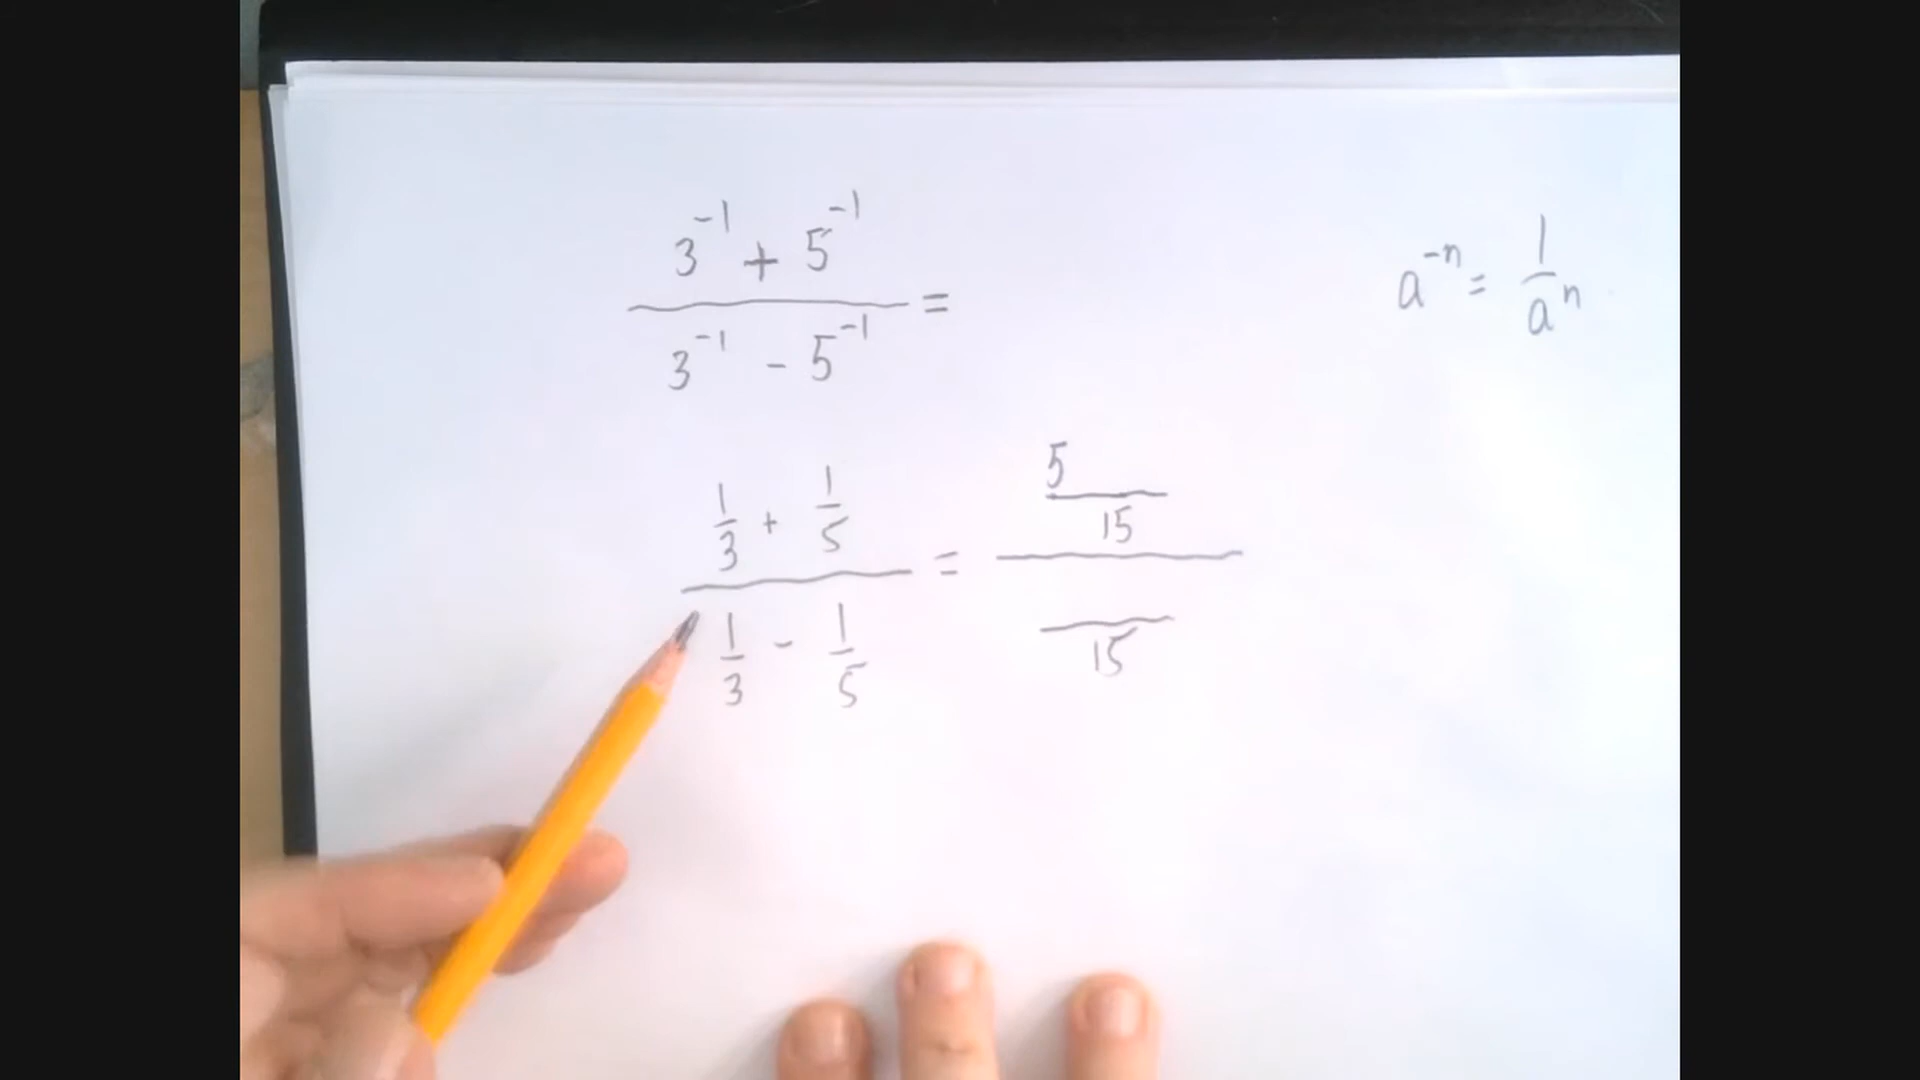 3⁻¹ + 5⁻¹
3⁻¹ - 5⁻¹ =
a⁻ⁿ = 1/aⁿ
1/3 + 1/5
1/3 - 1/5 =
5
15
15